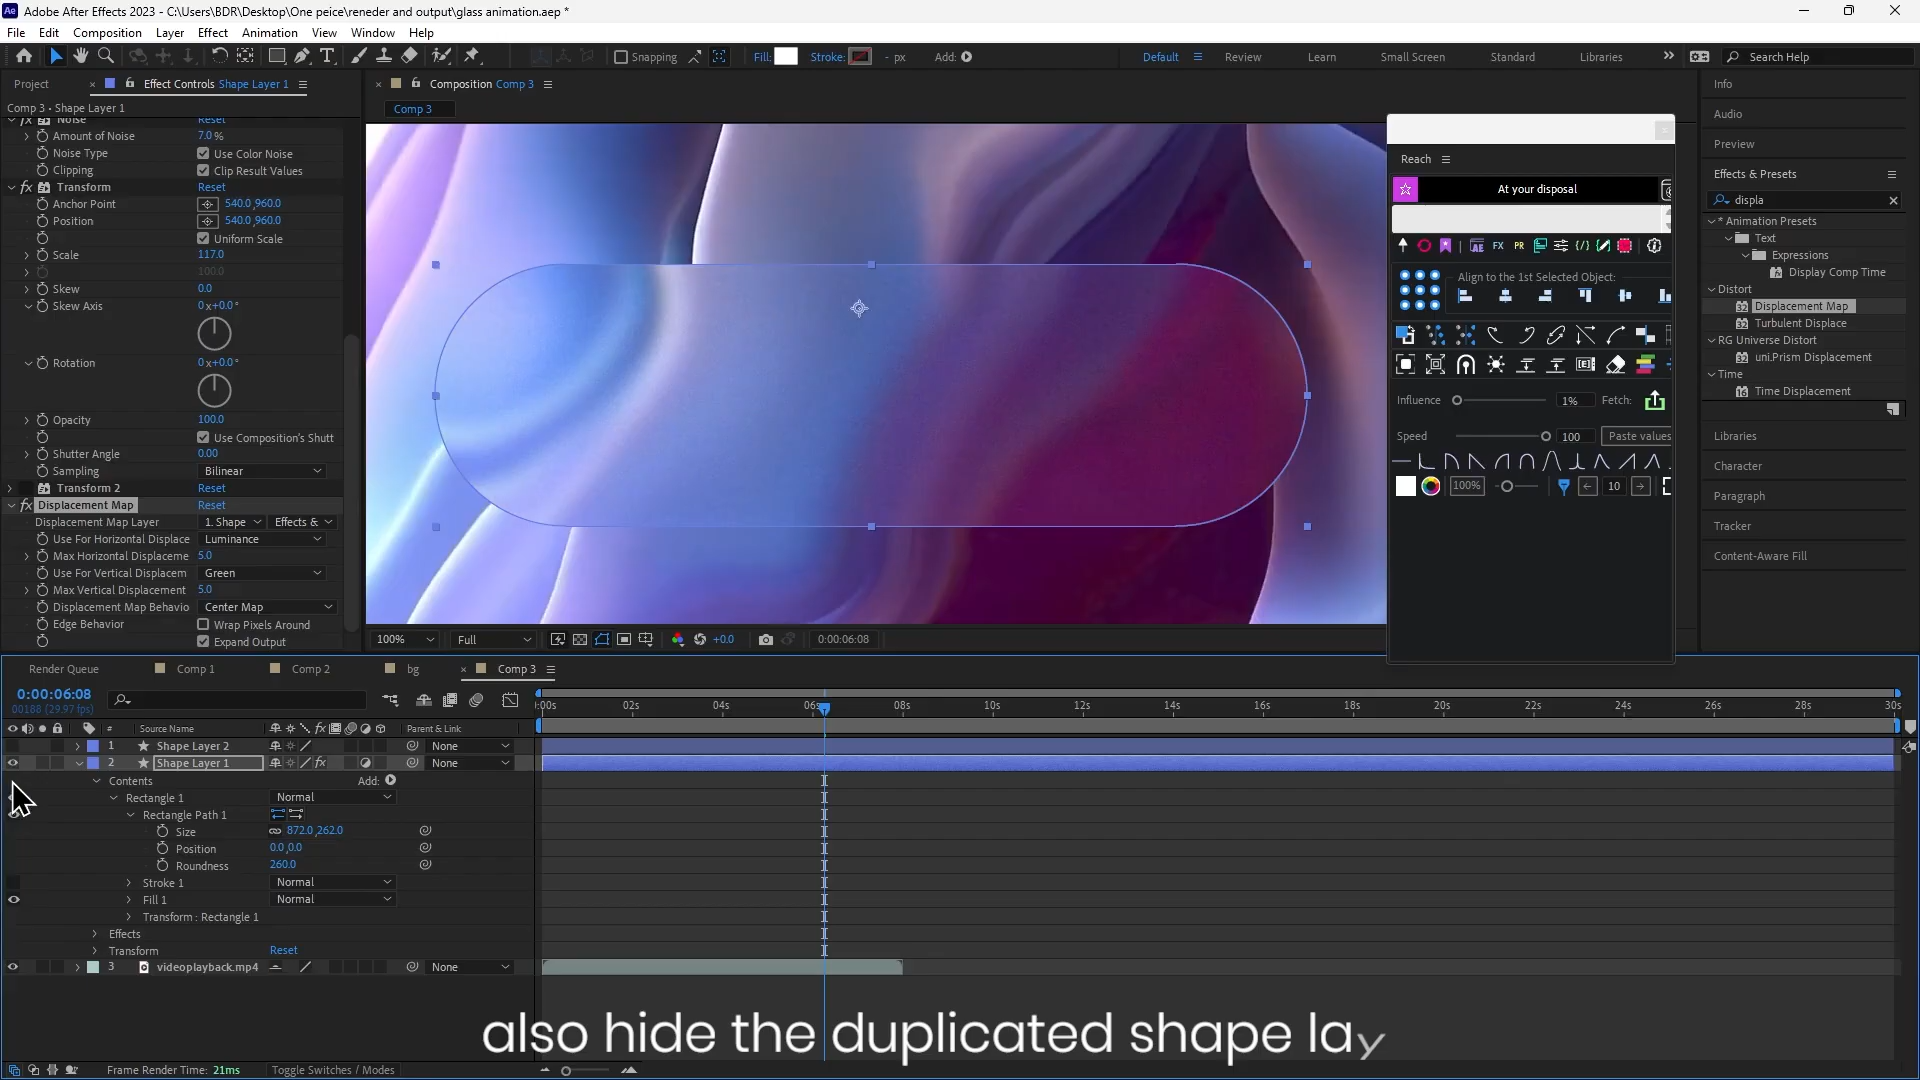 Adobe After Effects 2023 - C:\Users\BDR\Desktop\One peice\reneder and output\glass animation.aep *
File Edit Composition Layer Effect Animation View Window Help
Snapping Fill: Stroke: - px Add: Default Review Learn Small Screen Standard Libraries Search Help
Project Effect Controls Shape Layer 1
Comp 3 • Shape Layer 1
Noise Reset
Amount of Noise 7.0 %
Noise Type Use Color Noise
Clipping Clip Result Values
Transform Reset
Anchor Point 540.0,960.0
Position 540.0,960.0
Uniform Scale
Scale 117.0
100.0
Skew 0.0
Skew Axis 0x+0.0°
Rotation 0x+0.0°
Opacity 100.0
Use Composition's Shutt
Shutter Angle 0.00
Sampling Bilinear
Transform 2 Reset
Displacement Map Reset
Displacement Map Layer 1. Shape Effects &
Use For Horizontal Displace Luminance
Max Horizontal Displaceme 5.0
Use For Vertical Displacem Green
Max Vertical Displacement 5.0
Displacement Map Behavio Center Map
Edge Behavior Wrap Pixels Around
Expand Output
Composition Comp 3
Comp 3
100% Full +0.0 0:00:06:08
Reach
At your disposal
AE FX PR
Align to the 1st Selected Object:
Influence 1% Fetch:
Speed 100 Paste values
100% 10
Info
Audio
Preview
Effects & Presets
displa
* Animation Presets
Text
Expressions
Display Comp Time
Distort
Displacement Map
Turbulent Displace
RG Universe Distort
uni.Prism Displacement
Time
Time Displacement
Libraries
Character
Paragraph
Tracker
Content-Aware Fill
Render Queue Comp 1 Comp 2 bg Comp 3
0:00:06:08
00188 (29.97 fps)
:00s 02s 04s 06s 08s 10s 12s 14s 16s 18s 20s 22s 24s 26s 28s 30s
# Source Name Parent & Link
1 Shape Layer 2 None
2 Shape Layer 1 None
Contents Add:
Rectangle 1 Normal
Rectangle Path 1
Size 872.0,262.0
Position 0.0,0.0
Roundness 260.0
Stroke 1 Normal
Fill 1 Normal
Transform : Rectangle 1
Effects
Transform Reset
3 videoplayback.mp4 None
also hide the duplicated shape lay
Frame Render Time: 21ms Toggle Switches / Modes